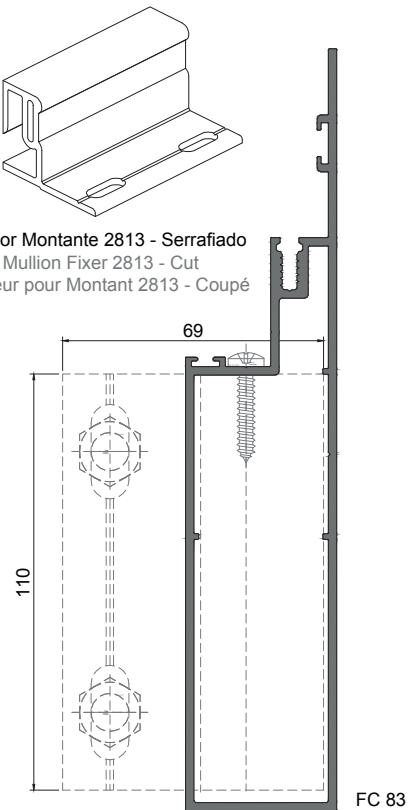 or Montante 2813 - Serrafiado
Mullion Fixer 2813 - Cut
eur pour Montant 2813 - Coupé
69
110
FC 83